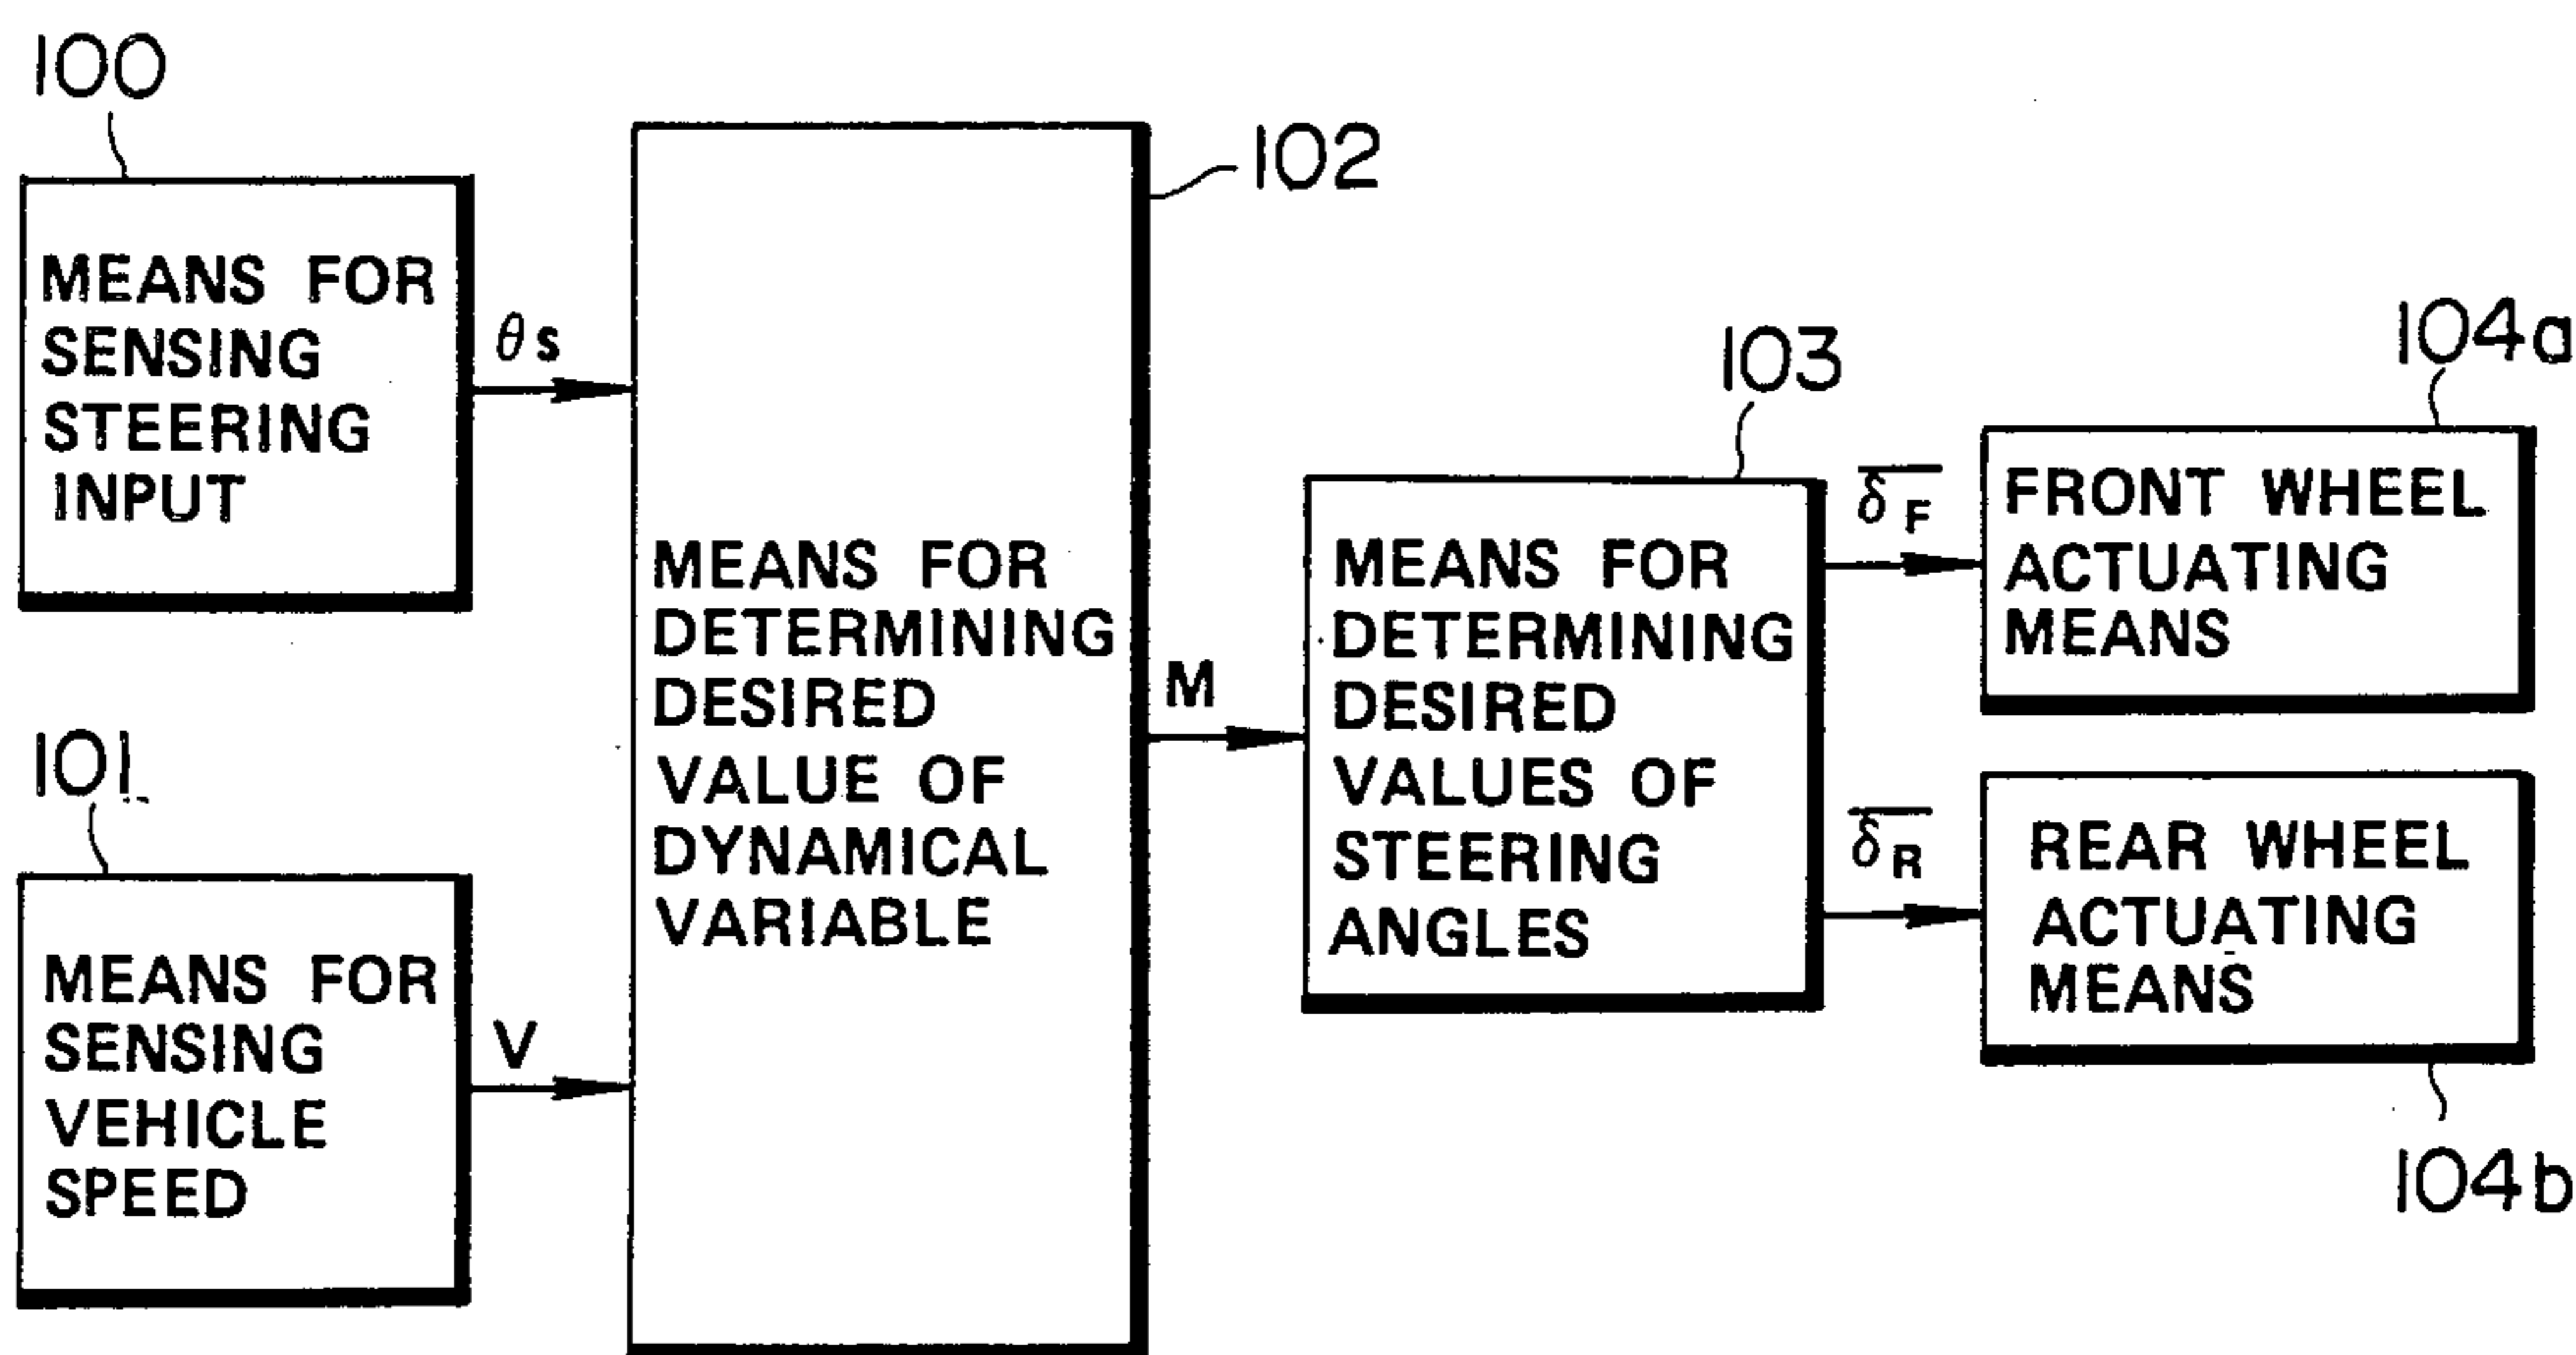 100
MEANS FOR
SENSING
STEERING
INPUT
θs
101
MEANS FOR
SENSING
VEHICLE
SPEED
V
102
MEANS FOR
DETERMINING
DESIRED
VALUE OF
DYNAMICAL
VARIABLE
M
103
MEANS FOR
DETERMINING
DESIRED
VALUES OF
STEERING
ANGLES
δ̅F̅
104a
FRONT WHEEL
ACTUATING
MEANS
δ̅R̅
REAR WHEEL
ACTUATING
MEANS
104b